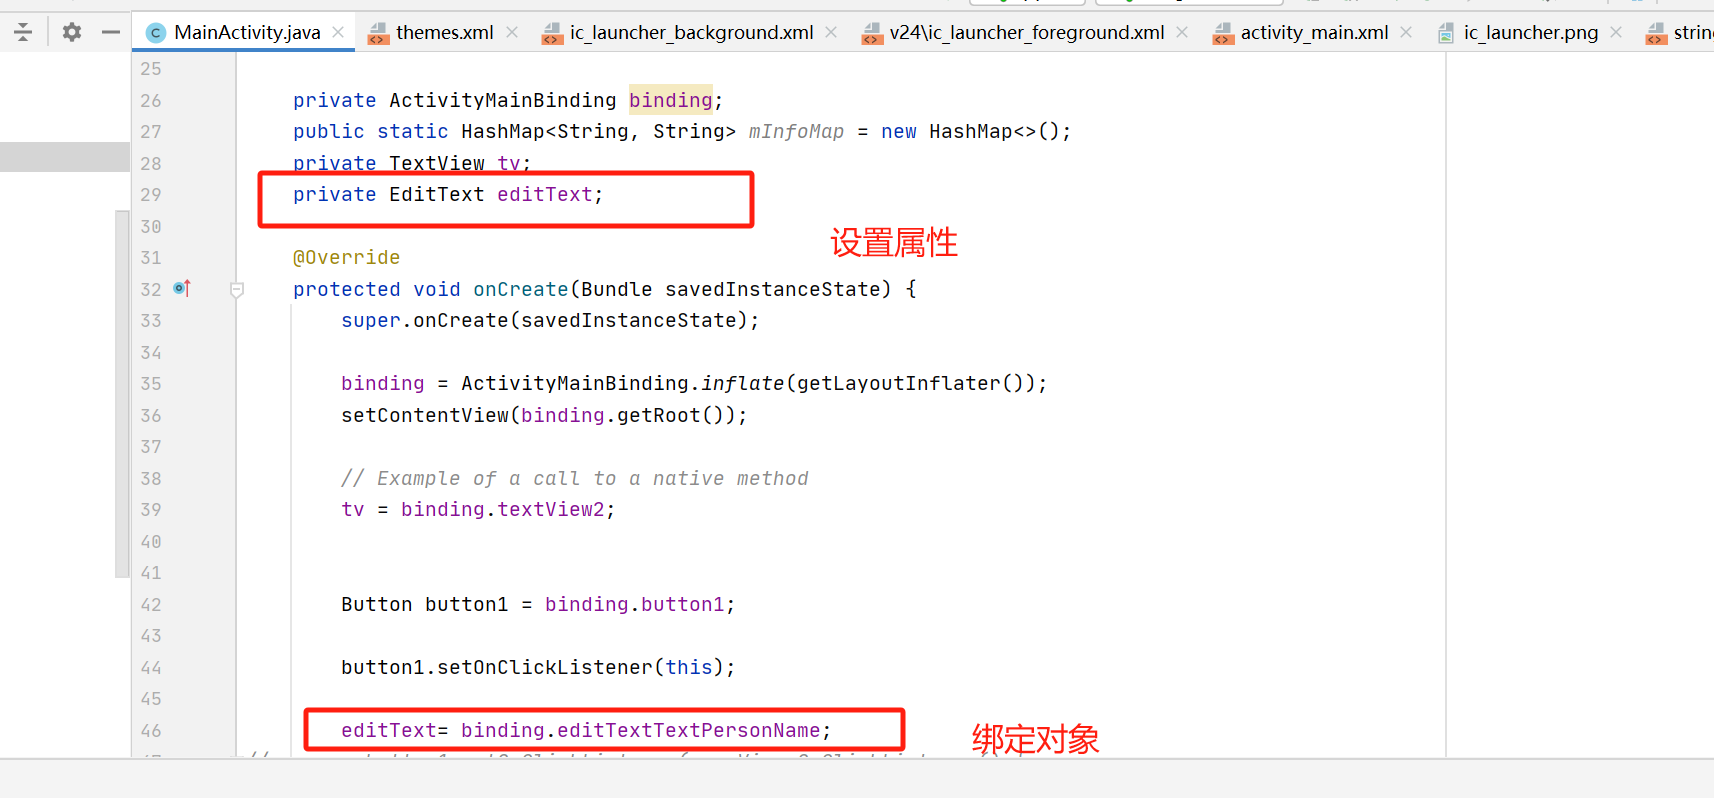 MainActivity.java themes.xml ic_launcher_background.xml v24\ic_launcher_foreground.xml activity_main.xml ic_launcher.png
25
26 private ActivityMainBinding binding;
27 public static HashMap<String, String> mInfoMap = new HashMap<>();
28 private TextView tv;
29 private EditText editText;
30
设置属性
31 @Override
32 protected void onCreate(Bundle savedInstanceState) {
33 super.onCreate(savedInstanceState);
34
35 binding = ActivityMainBinding.inflate(getLayoutInflater());
36 setContentView(binding.getRoot());
37
38 // Example of a call to a native method
39 tv = binding.textView2;
40
41
42 Button button1 = binding.button1;
43
44 button1.setOnClickListener(this);
45
46 editText= binding.editTextTextPersonName;
绑定对象